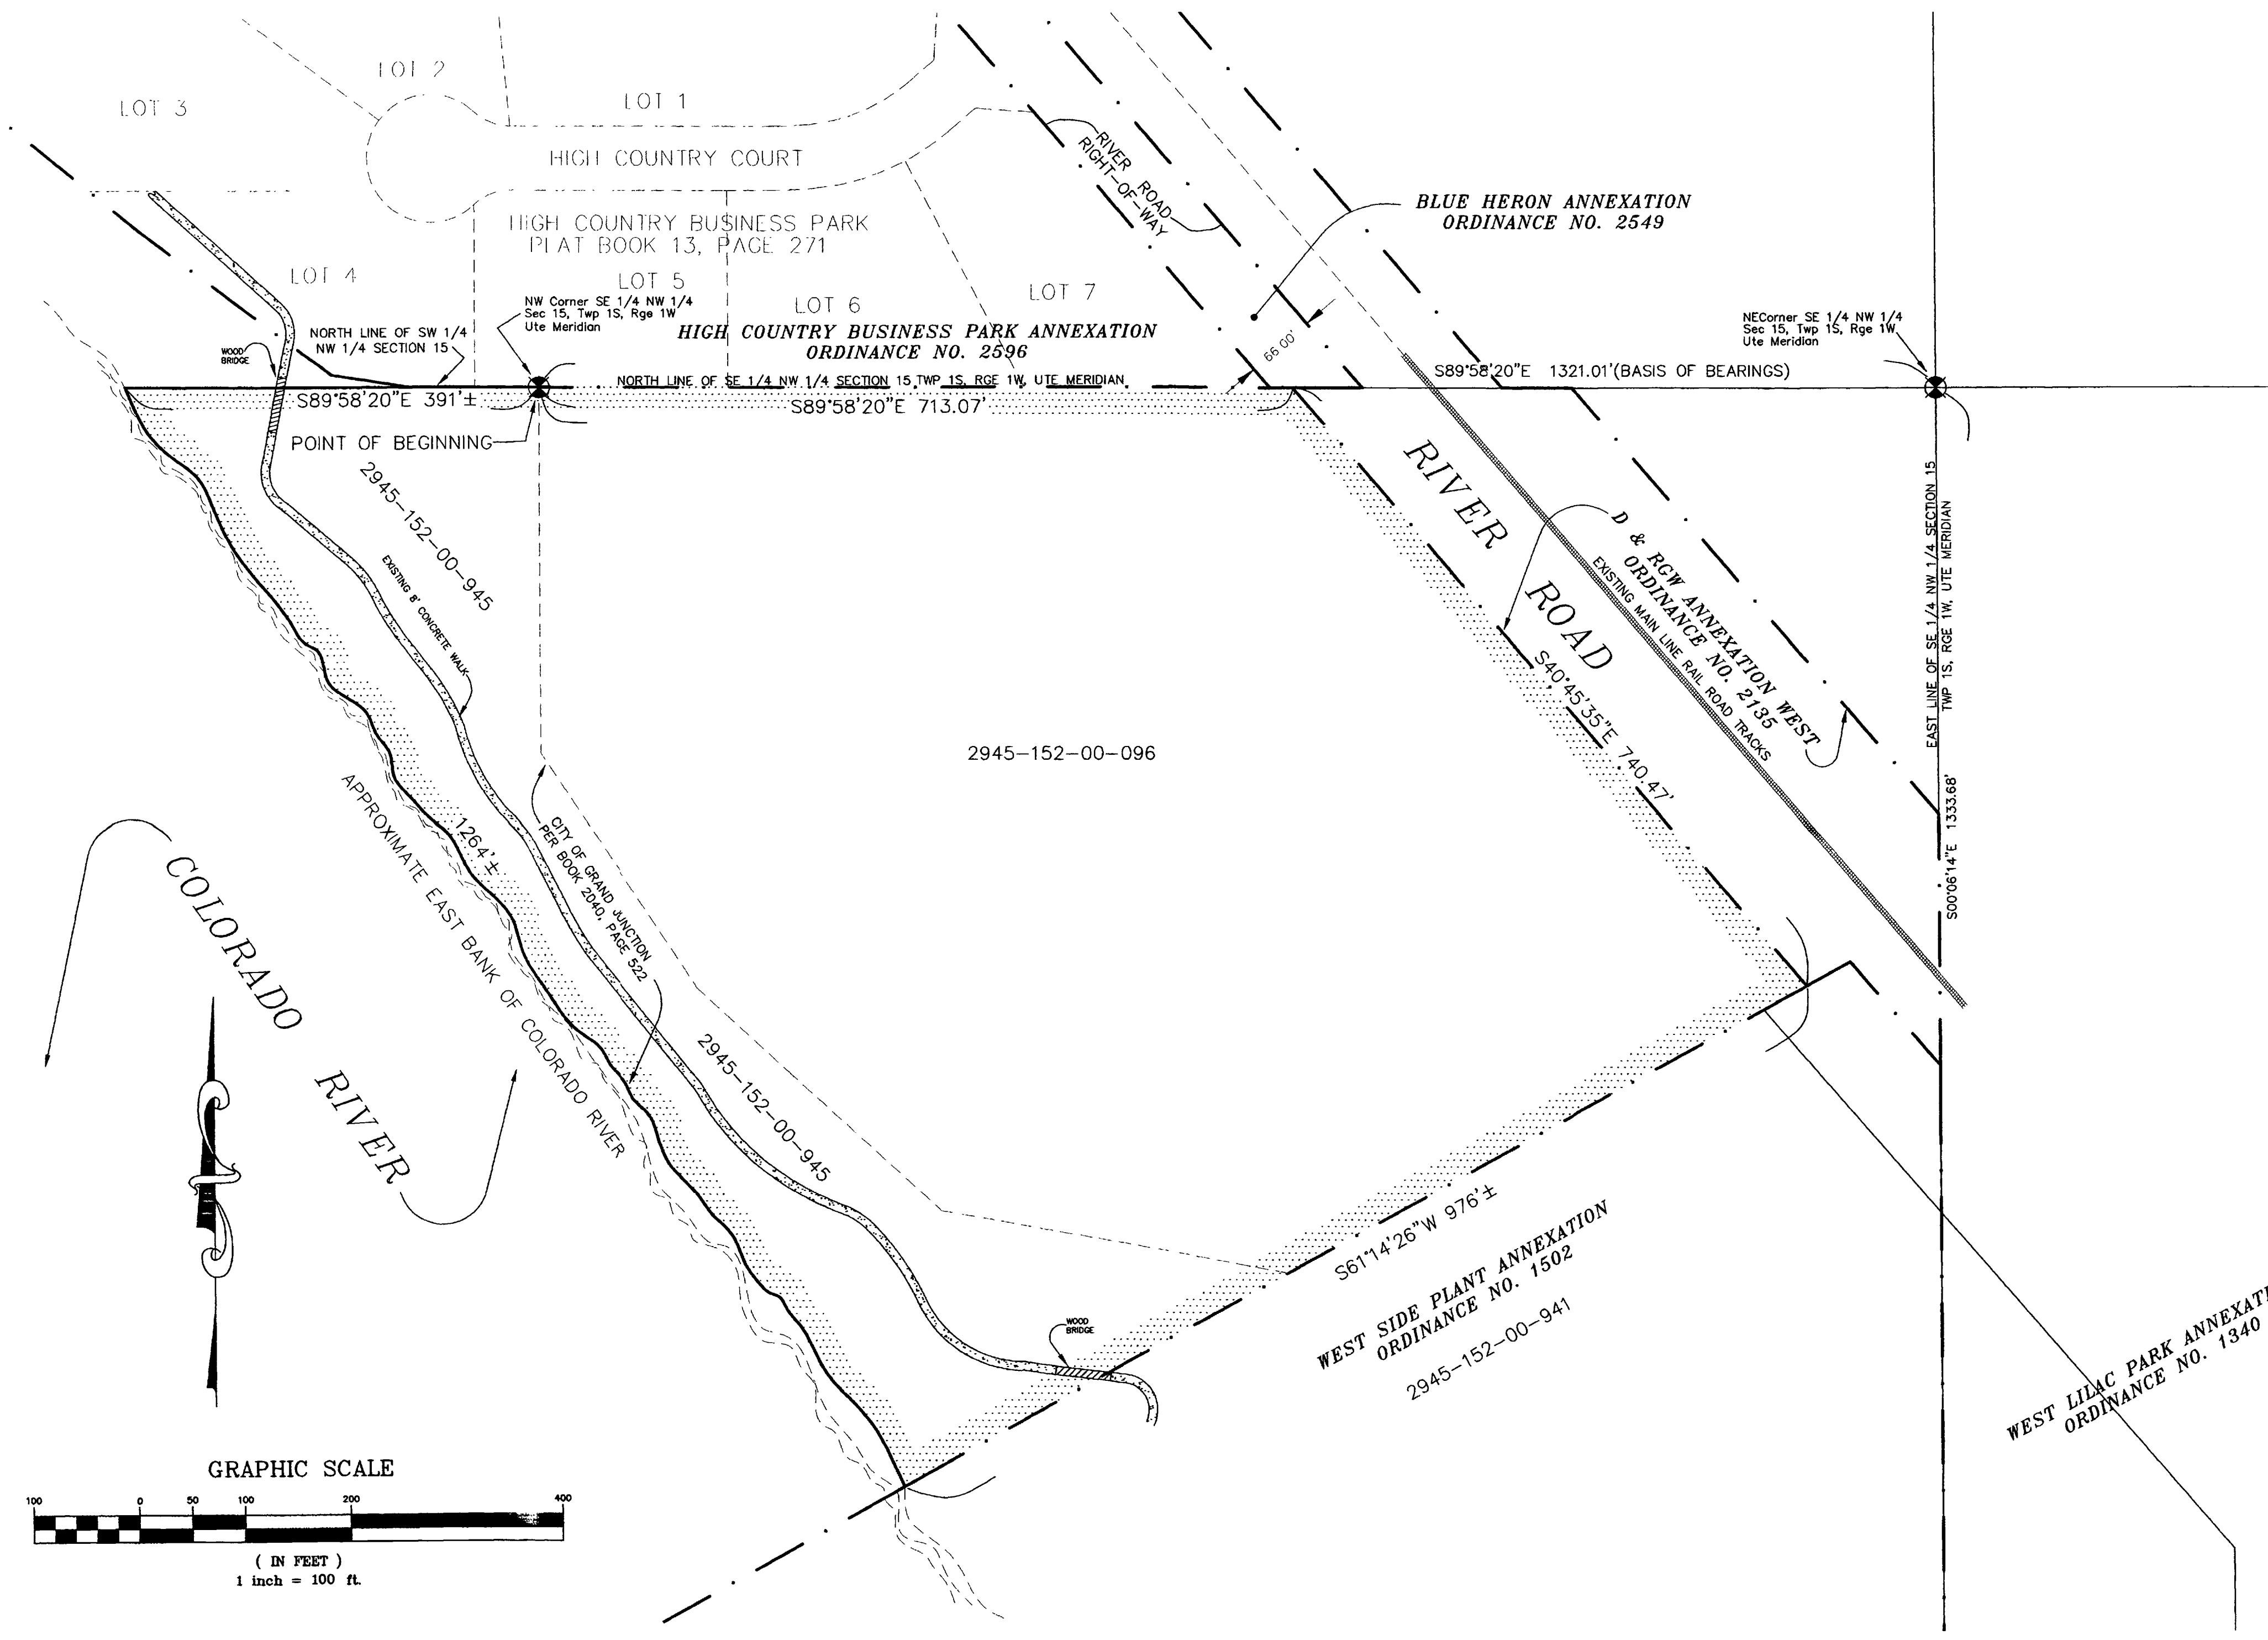 LOT 3
LOT 2
LOT 1
HIGH COUNTRY COURT
HIGH COUNTRY BUSINESS PARK
PLAT BOOK 13, PAGE 271
LOT 4
LOT 5
LOT 6
LOT 7
RIVER ROAD
RIGHT-OF-WAY
BLUE HERON ANNEXATION
ORDINANCE NO. 2549
NW Corner SE 1/4 NW 1/4
Sec 15, Twp 1S, Rge 1W
Ute Meridian
NORTH LINE OF SW 1/4
NW 1/4 SECTION 15
WOOD
BRIDGE
HIGH COUNTRY BUSINESS PARK ANNEXATION
ORDINANCE NO. 2596
66.00'
NECorner SE 1/4 NW 1/4
Sec 15, Twp 1S, Rge 1W
Ute Meridian
NORTH LINE OF SE 1/4 NW 1/4 SECTION 15 TWP 1S, RGE 1W, UTE MERIDIAN
S89°58'20"E 1321.01'(BASIS OF BEARINGS)
S89°58'20"E 391'±
S89°58'20"E 713.07'
POINT OF BEGINNING
2945-152-00-945
EXISTING 8' CONCRETE WALK
RIVER ROAD
D & RGW ANNEXATION WEST
ORDINANCE NO. 2135
EXISTING MAIN LINE RAIL ROAD TRACKS
EAST LINE OF SE 1/4 NW 1/4 SECTION 15
TWP 1S, RGE 1W, UTE MERIDIAN
S00°06'14"E 1333.68'
S40°45'35"E 740.47'
2945-152-00-096
CITY OF GRAND JUNCTION
PER BOOK 2040, PAGE 522
1264'±
APPROXIMATE EAST BANK OF COLORADO RIVER
COLORADO RIVER
2945-152-00-945
S61°14'26"W 976'±
WEST SIDE PLANT ANNEXATION
ORDINANCE NO. 1502
2945-152-00-941
WOOD
BRIDGE
WEST LILAC PARK ANNEXATI
ORDINANCE NO. 1340
GRAPHIC SCALE
100 0 50 100 200 400
( IN FEET )
1 inch = 100 ft.